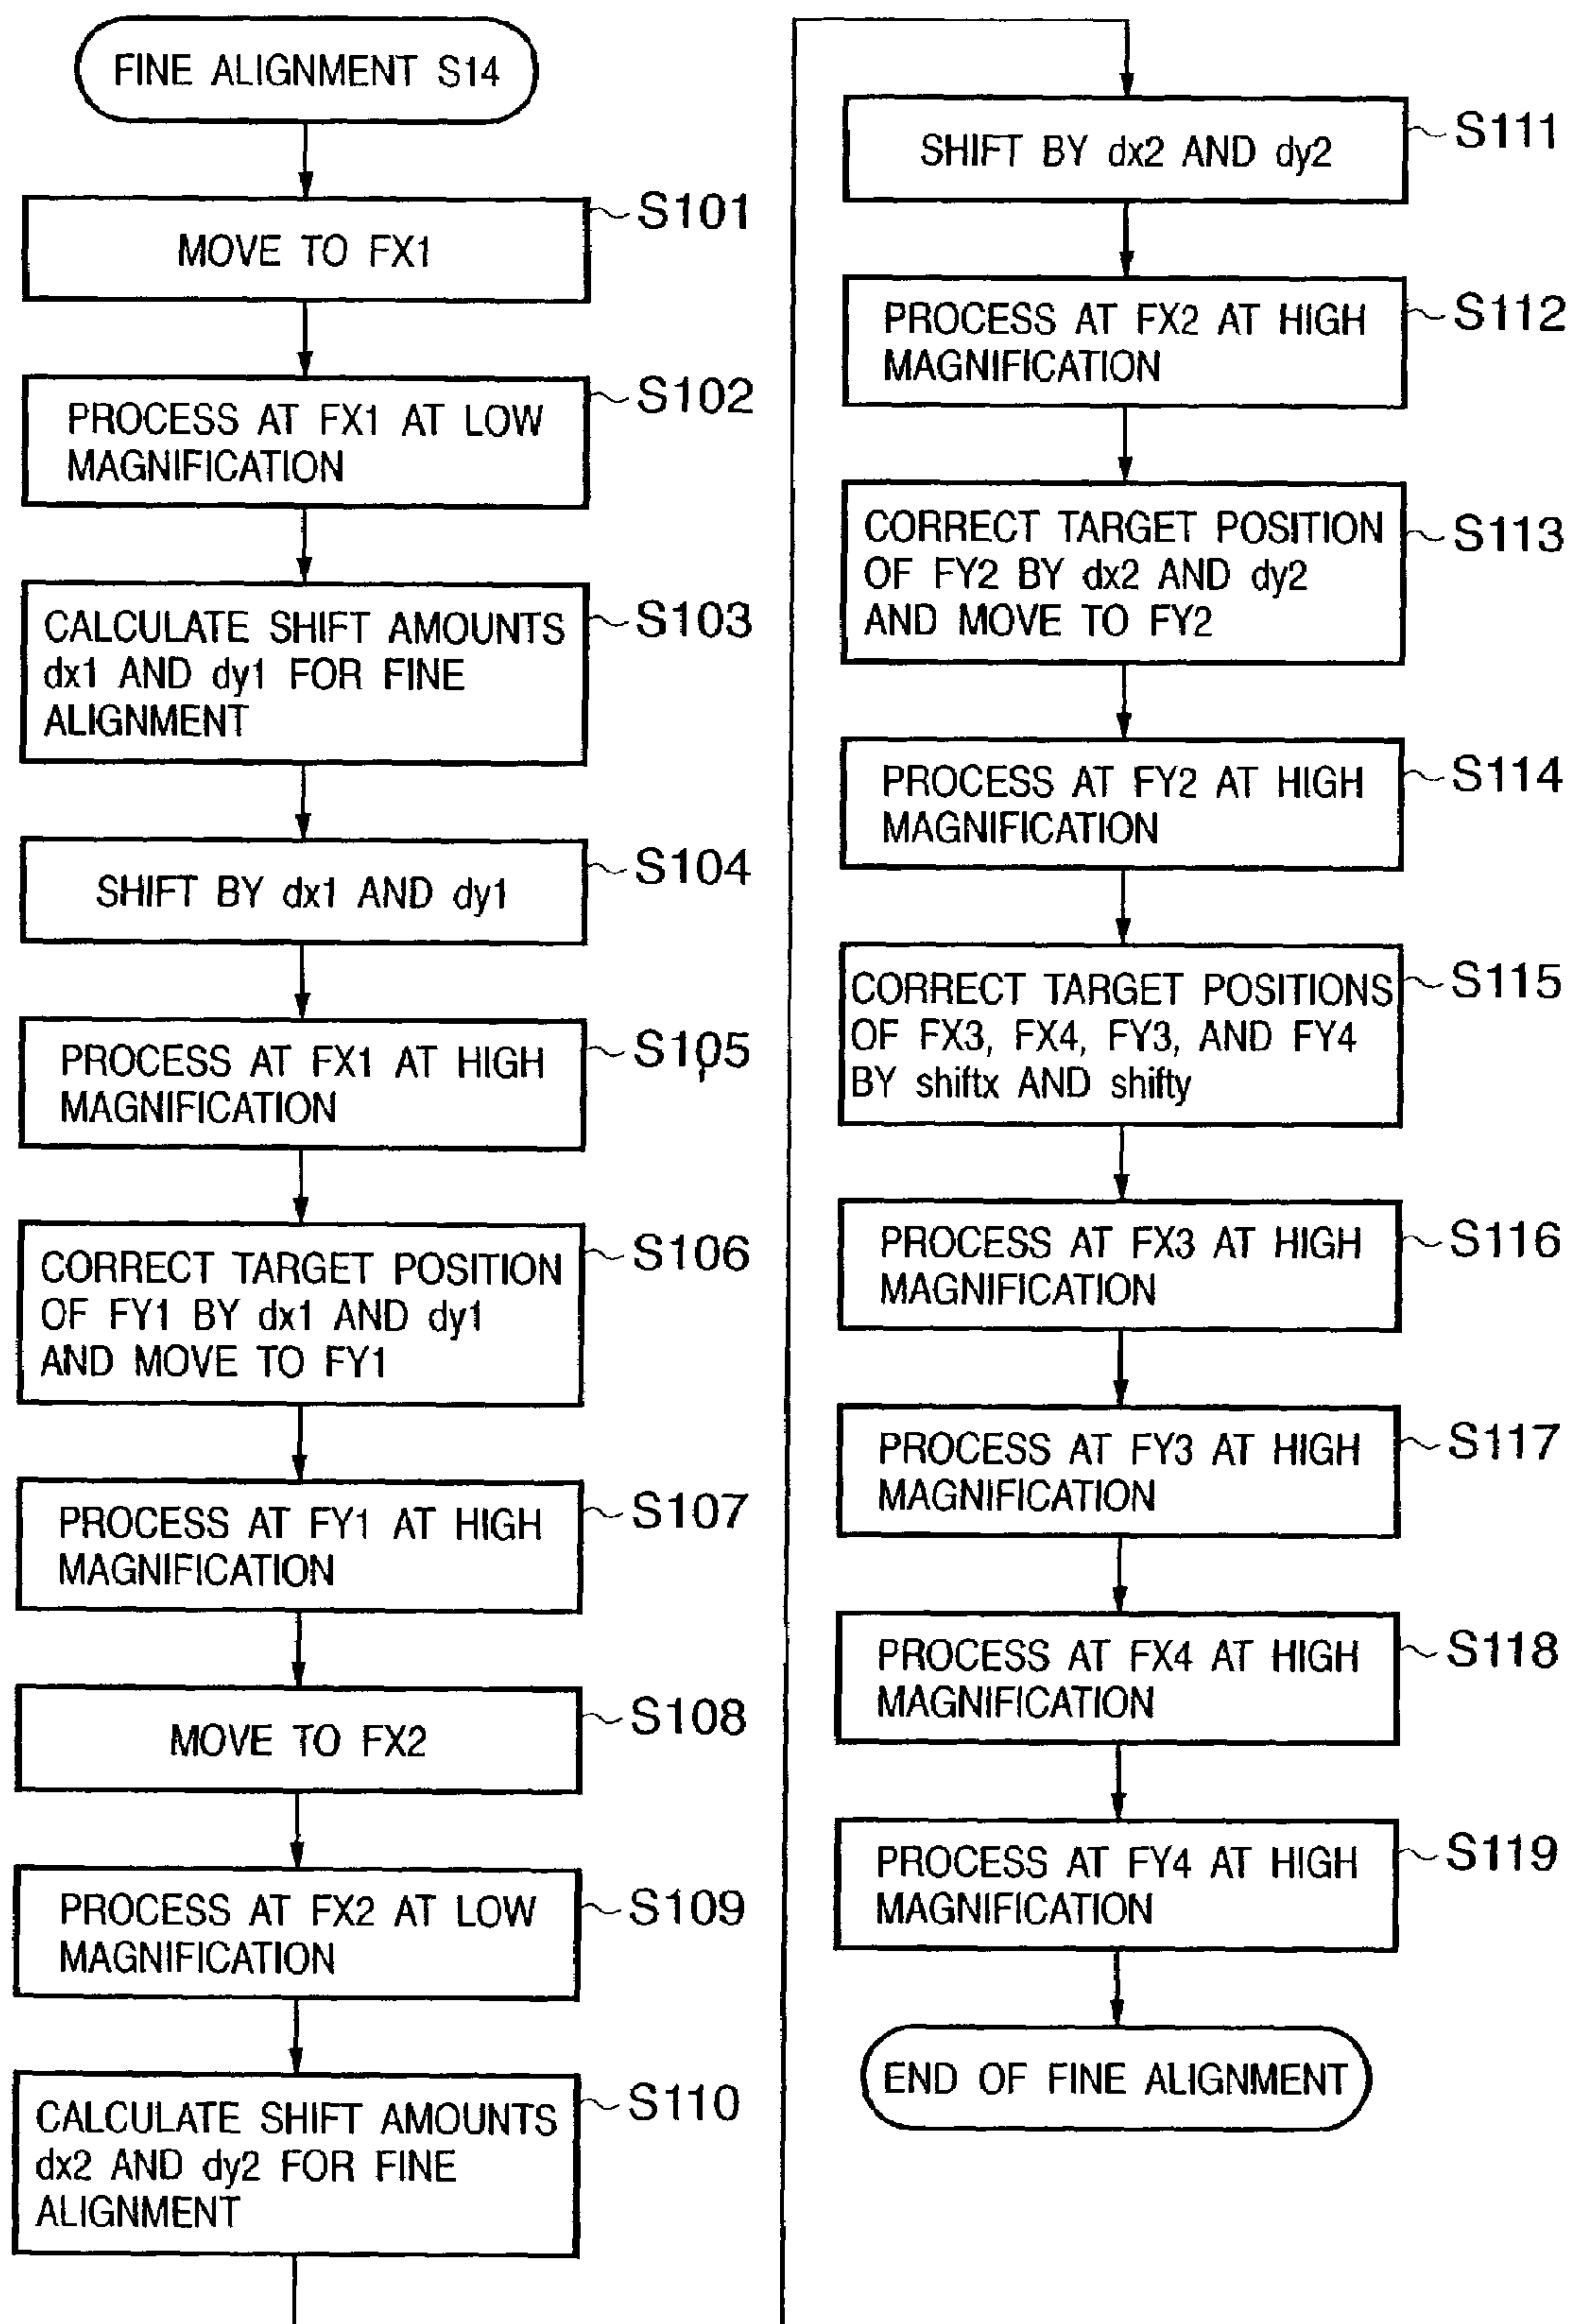 FINE ALIGNMENT S14
S101
MOVE TO FX1
S102
PROCESS AT FX1 AT LOW
MAGNIFICATION
S103
CALCULATE SHIFT AMOUNTS
dx1 AND dy1 FOR FINE
ALIGNMENT
S104
SHIFT BY dx1 AND dy1
S105
PROCESS AT FX1 AT HIGH
MAGNIFICATION
S106
CORRECT TARGET POSITION
OF FY1 BY dx1 AND dy1
AND MOVE TO FY1
S107
PROCESS AT FY1 AT HIGH
MAGNIFICATION
S108
MOVE TO FX2
S109
PROCESS AT FX2 AT LOW
MAGNIFICATION
S110
CALCULATE SHIFT AMOUNTS
dx2 AND dy2 FOR FINE
ALIGNMENT
S111
SHIFT BY dx2 AND dy2
S112
PROCESS AT FX2 AT HIGH
MAGNIFICATION
S113
CORRECT TARGET POSITION
OF FY2 BY dx2 AND dy2
AND MOVE TO FY2
S114
PROCESS AT FY2 AT HIGH
MAGNIFICATION
S115
CORRECT TARGET POSITIONS
OF FX3, FX4, FY3, AND FY4
BY shiftx AND shifty
S116
PROCESS AT FX3 AT HIGH
MAGNIFICATION
S117
PROCESS AT FY3 AT HIGH
MAGNIFICATION
S118
PROCESS AT FX4 AT HIGH
MAGNIFICATION
S119
PROCESS AT FY4 AT HIGH
MAGNIFICATION
END OF FINE ALIGNMENT